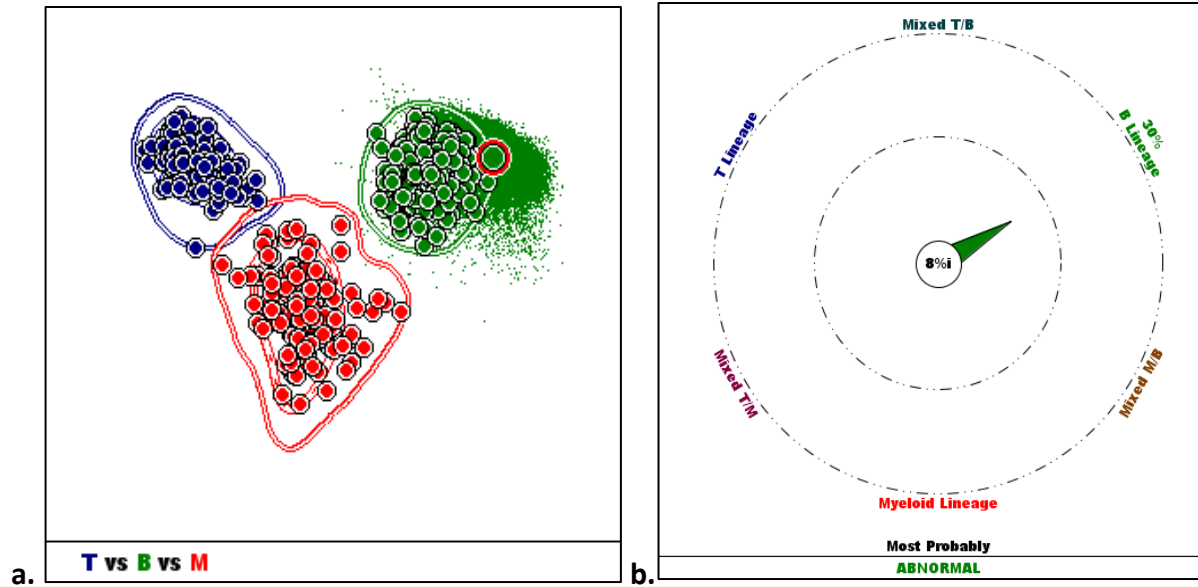 Mixed T/B
T Lineage
30%
B Lineage
8%i
Mixed T/M
Mixed M/B
Myeloid Lineage
Most Probably
ABNORMAL
T vs B vs M
a.
b.